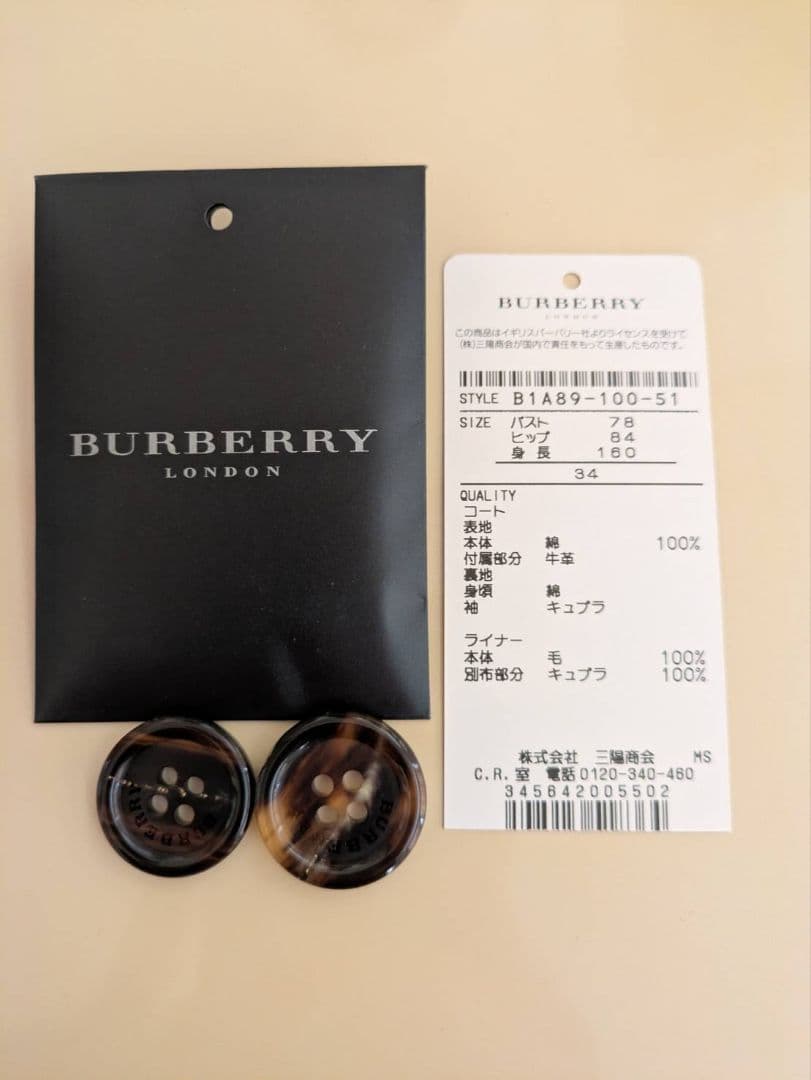 BURBERRY
LONDON
BURBERRY
LONDON
この商品はイギリスバーバリー社よりライセンスを受けて
(株)三陽商会が国内で責任をもって生産したものです。
STYLE B1A89-100-51
SIZE バスト 78
ヒップ 84
身長 160
34
QUALITY
コート
表地
本体 綿 100%
付属部分 牛革
裏地
身頃 綿
袖 キュプラ
ライナー
本体 毛 100%
別布部分 キュプラ 100%
株式会社 三陽商会 MS
C.R.室 電話0120-340-460
345642005502
BURBERRY
BURBERRY